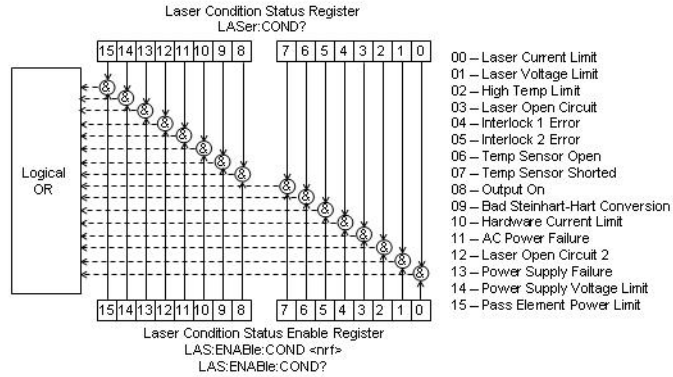 Laser Condition Status Register
LASer:COND?
15 14 13 12 11 10 9 8 7 6 5 4 3 2 1 0
Logical
OR
& & & & & & & & & & & & & & & &
15 14 13 12 11 10 9 8 7 6 5 4 3 2 1 0
Laser Condition Status Enable Register
LAS:ENABle:COND <nrf>
LAS:ENABle:COND?
00 – Laser Current Limit
01 – Laser Voltage Limit
02 – High Temp Limit
03 – Laser Open Circuit
04 – Interlock 1 Error
05 – Interlock 2 Error
06 – Temp Sensor Open
07 – Temp Sensor Shorted
08 – Output On
09 – Bad Steinhart-Hart Conversion
10 – Hardware Current Limit
11 – AC Power Failure
12 – Laser Open Circuit 2
13 – Power Supply Failure
14 – Power Supply Voltage Limit
15 – Pass Element Power Limit